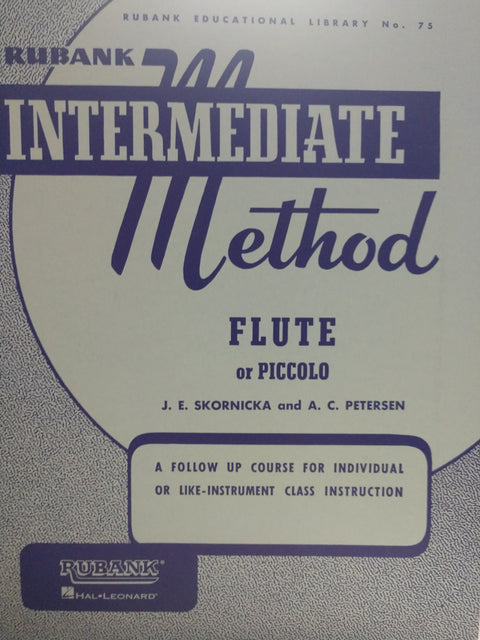 RUBANK EDUCATIONAL LIBRARY No. 75
RUBANK
INTERMEDIATE
Method
FLUTE
or PICCOLO
J. E. SKORNICKA and A. C. PETERSEN
A FOLLOW UP COURSE FOR INDIVIDUAL
OR LIKE-INSTRUMENT CLASS INSTRUCTION
RUBANK®
HAL•LEONARD®